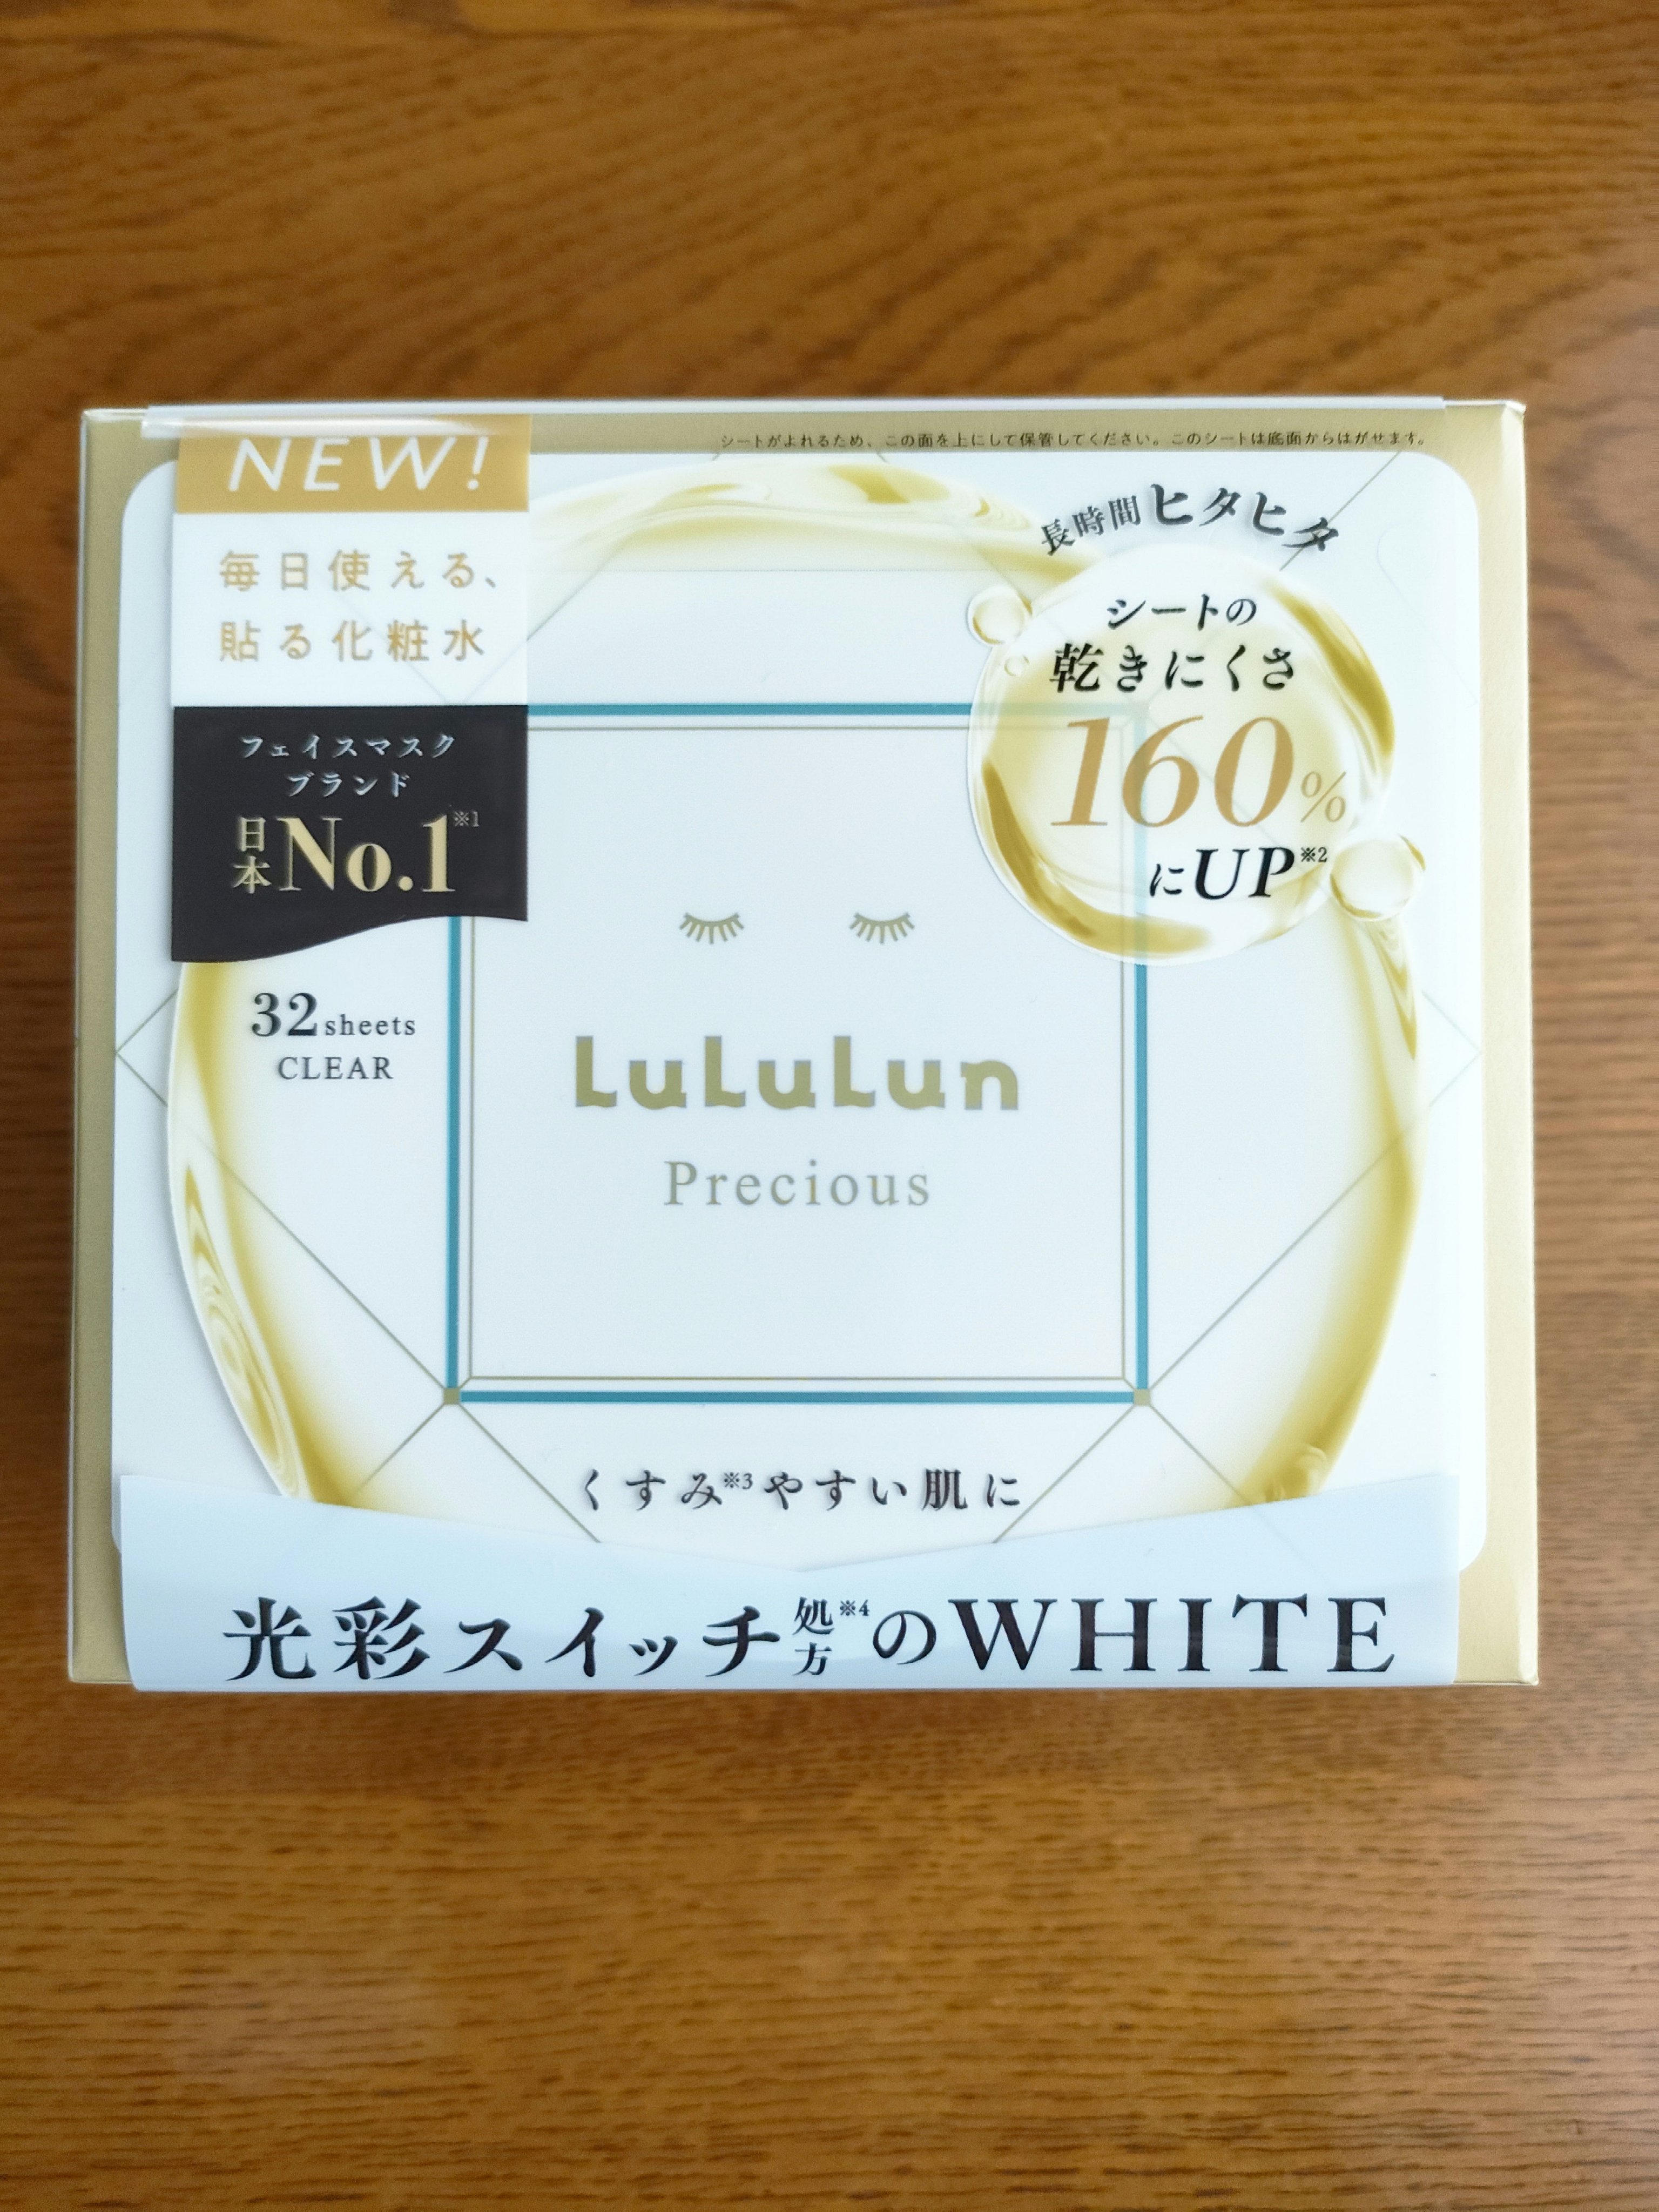 NEW!
シートがよれるため、この面を上にして保管してください。このシートは底面からはがせます。
毎日使える、
貼る化粧水
フェイスマスク
ブランド
日本No.1※1
長時間ヒタヒタ
シートの
乾きにくさ
160%
にUP※2
32sheets
CLEAR
LuLuLun
Precious
くすみ※3やすい肌に
光彩スイッチ処方※4のWHITE